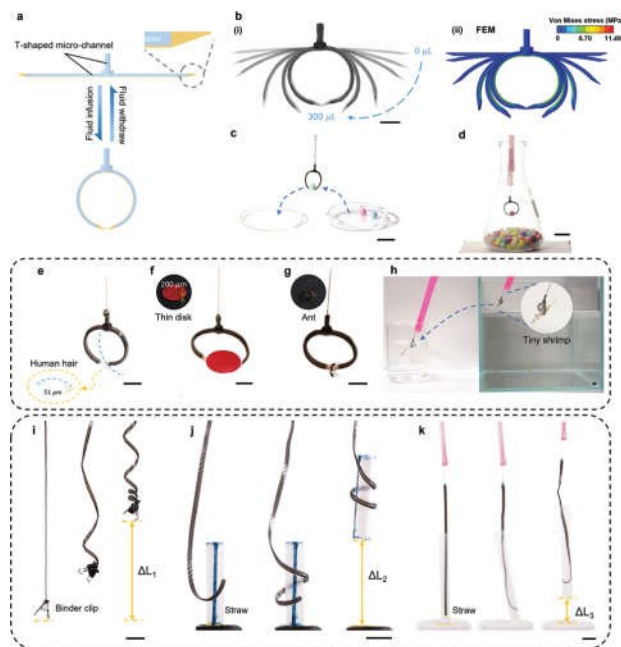 a
T-shaped micro-channel
Fluid infusion
Fluid withdraw
b
(i)
0 μL
300 μL
(ii)
FEM
Von Mises stress (MPa)
0
6.70
11.49
c
d
e
Human hair
51 μm
f
200 μm
Thin disk
g
Ant
h
Tiny shrimp
i
Binder clip
ΔL1
j
Straw
ΔL2
k
Straw
ΔL3